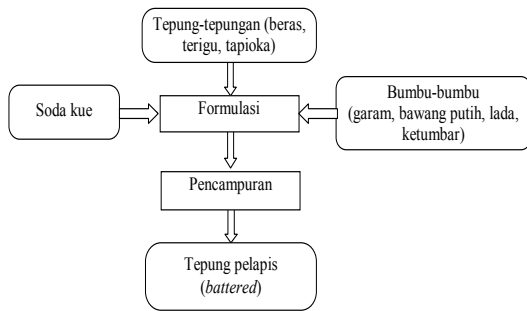 Tepung-tepungan (beras,
terigu, tapioka)
Soda kue
Formulasi
Bumbu-bumbu
(garam, bawang putih, lada,
ketumbar)
Pencampuran
Tepung pelapis
(battered)